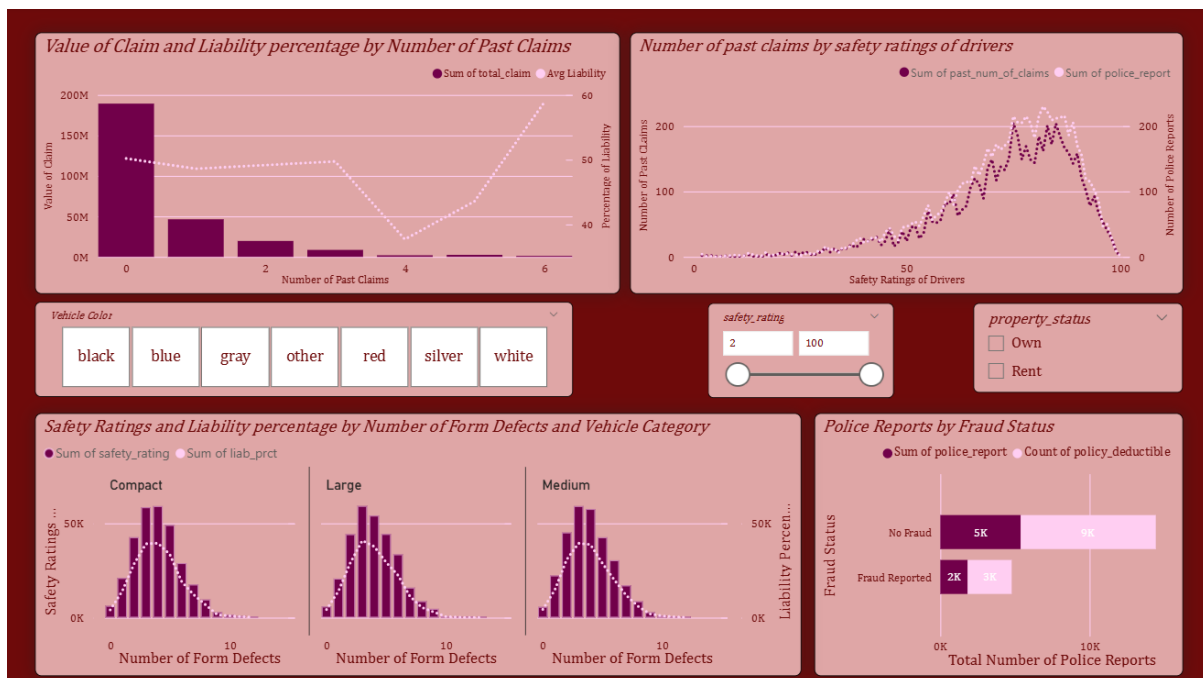 Value of Claim and Liability percentage by Number of Past Claims
Sum of total_claim Avg Liability
200M
150M
100M
50M
0M
Value of Claim
60
50
40
Percentage of Liability
0 2 4 6
Number of Past Claims
Number of past claims by safety ratings of drivers
Sum of past_num_of_claims Sum of police_report
200
100
0
Number of Past Claims
200
100
0
Number of Police Reports
0 50 100
Safety Ratings of Drivers
Vehicle Color
black blue gray other red silver white
safety_rating
2 100
property_status
Own
Rent
Safety Ratings and Liability percentage by Number of Form Defects and Vehicle Category
Sum of safety_rating Sum of liab_prct
Compact Large Medium
50K
0K
Safety Ratings ...
50K
0K
Liability Percen...
0 10 0 10 0 10
Number of Form Defects Number of Form Defects Number of Form Defects
Police Reports by Fraud Status
Sum of police_report Count of policy_deductible
Fraud Status
No Fraud 5K 9K
Fraud Reported 2K 3K
0K 10K
Total Number of Police Reports